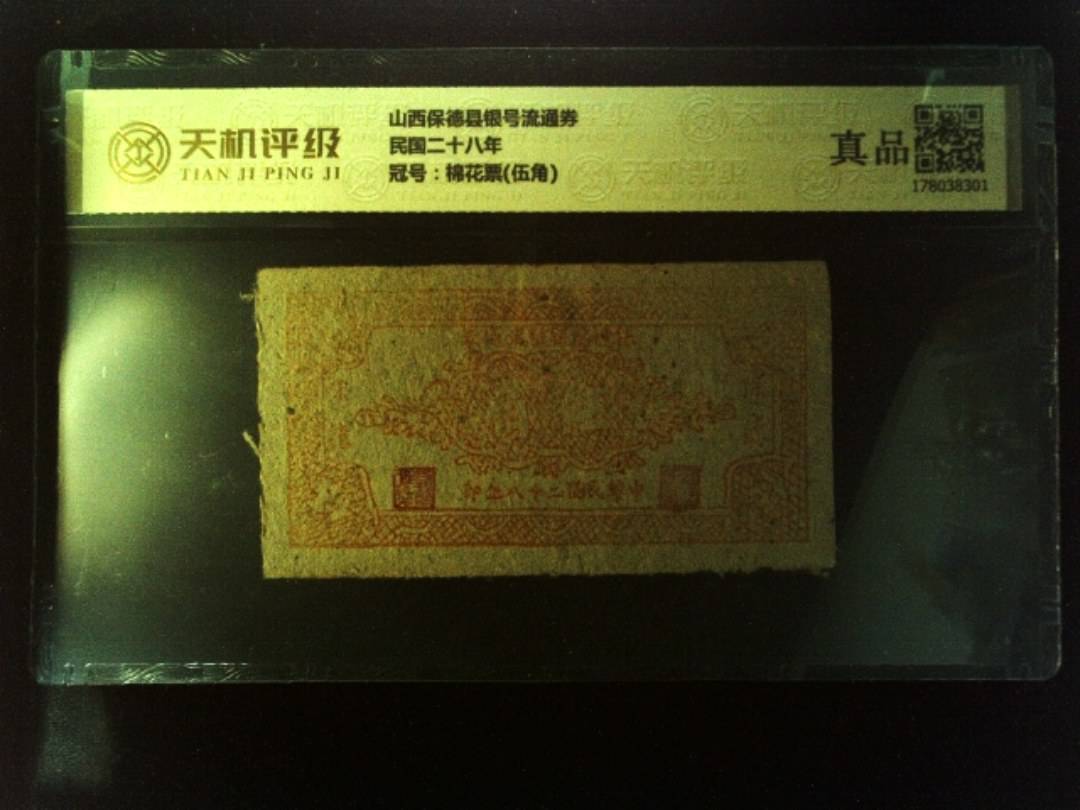 天机评级
TIAN JI PING JI
山西保德县银号流通券
民国二十八年
冠号：棉花票(伍角)
真品
178038301
中華民國二十八年印